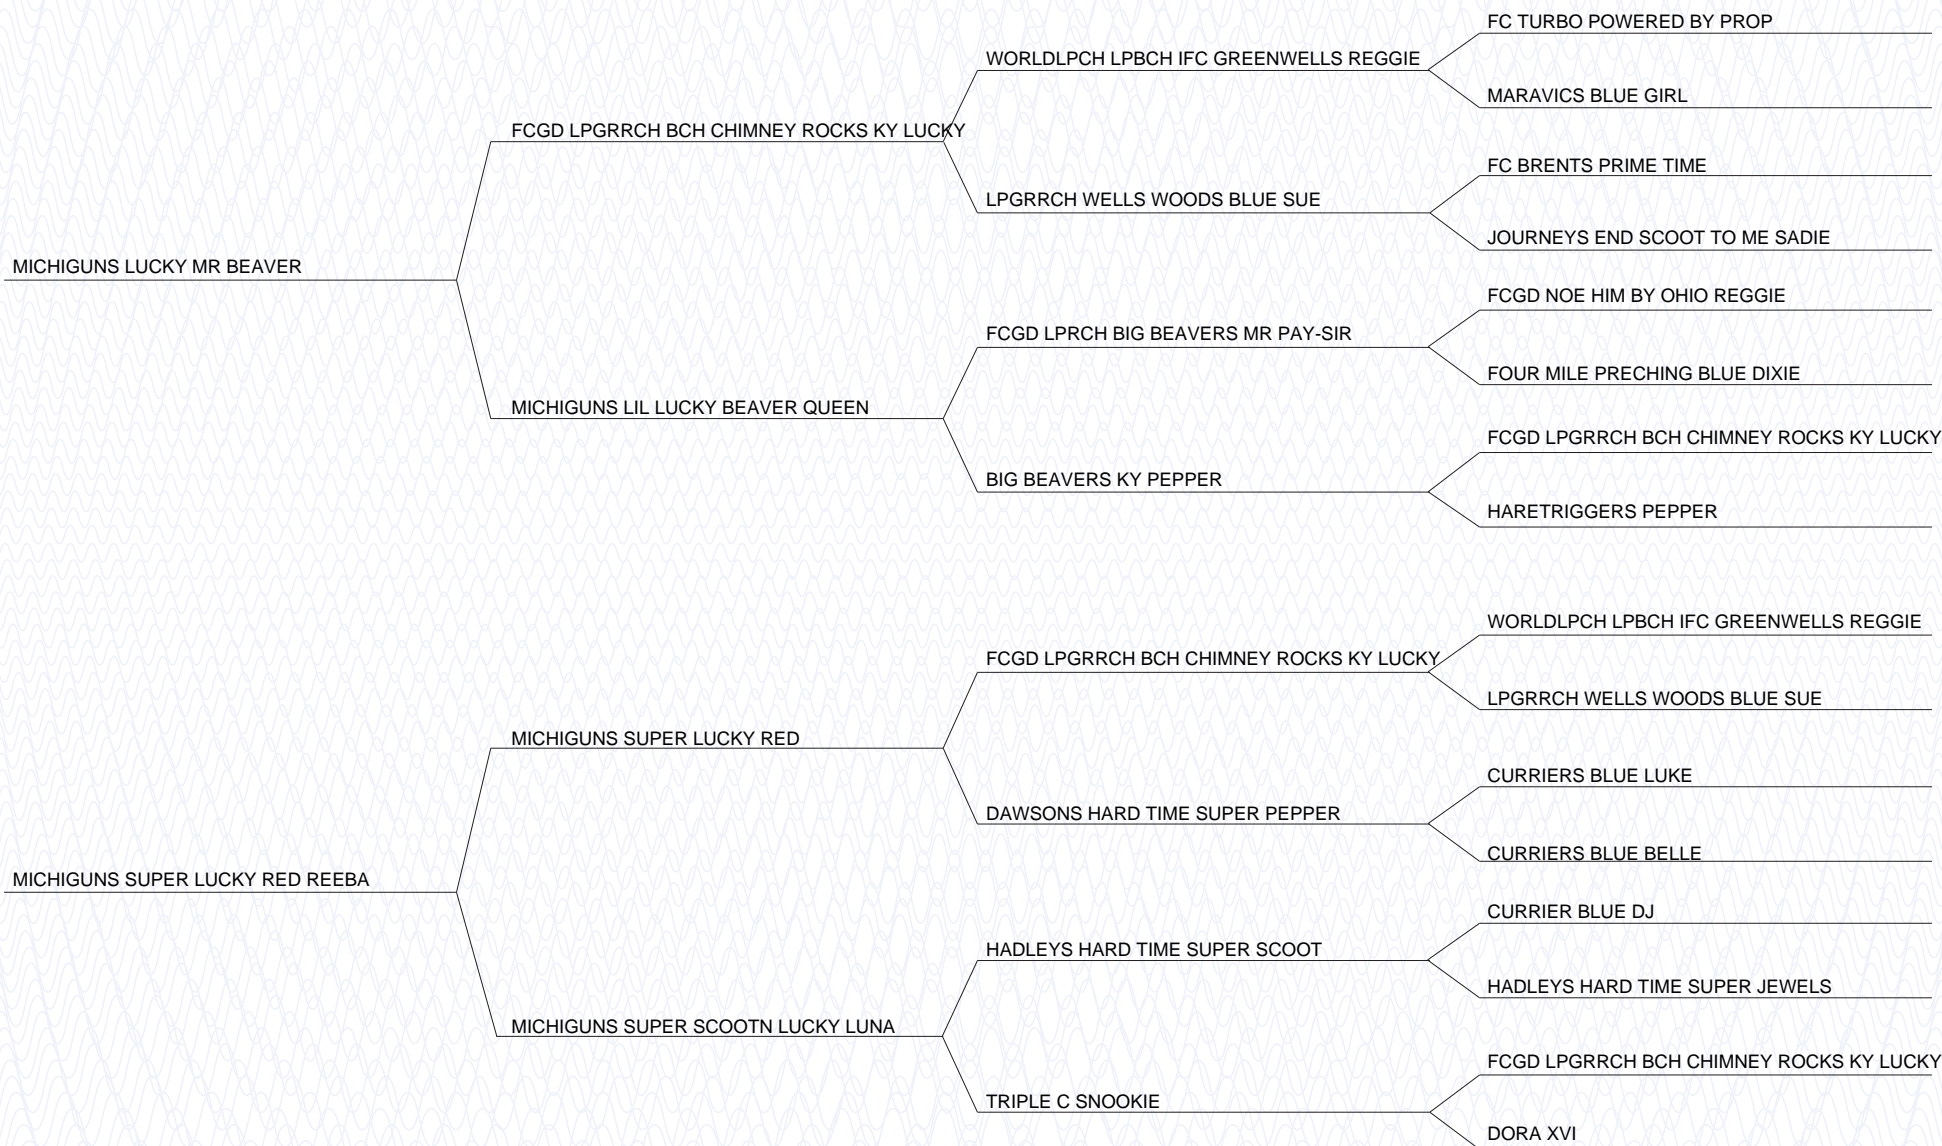 FC TURBO POWERED BY PROP
WORLDLPCH LPBCH IFC GREENWELLS REGGIE
MARAVICS BLUE GIRL
FCGD LPGRRCH BCH CHIMNEY ROCKS KY LUCKY
FC BRENTS PRIME TIME
LPGRRCH WELLS WOODS BLUE SUE
JOURNEYS END SCOOT TO ME SADIE
MICHIGUNS LUCKY MR BEAVER
FCGD NOE HIM BY OHIO REGGIE
FCGD LPRCH BIG BEAVERS MR PAY-SIR
FOUR MILE PRECHING BLUE DIXIE
MICHIGUNS LIL LUCKY BEAVER QUEEN
FCGD LPGRRCH BCH CHIMNEY ROCKS KY LUCKY
BIG BEAVERS KY PEPPER
HARETRIGGERS PEPPER
WORLDLPCH LPBCH IFC GREENWELLS REGGIE
FCGD LPGRRCH BCH CHIMNEY ROCKS KY LUCKY
LPGRRCH WELLS WOODS BLUE SUE
MICHIGUNS SUPER LUCKY RED
CURRIERS BLUE LUKE
DAWSONS HARD TIME SUPER PEPPER
CURRIERS BLUE BELLE
MICHIGUNS SUPER LUCKY RED REEBA
CURRIER BLUE DJ
HADLEYS HARD TIME SUPER SCOOT
HADLEYS HARD TIME SUPER JEWELS
MICHIGUNS SUPER SCOOTN LUCKY LUNA
FCGD LPGRRCH BCH CHIMNEY ROCKS KY LUCKY
TRIPLE C SNOOKIE
DORA XVI